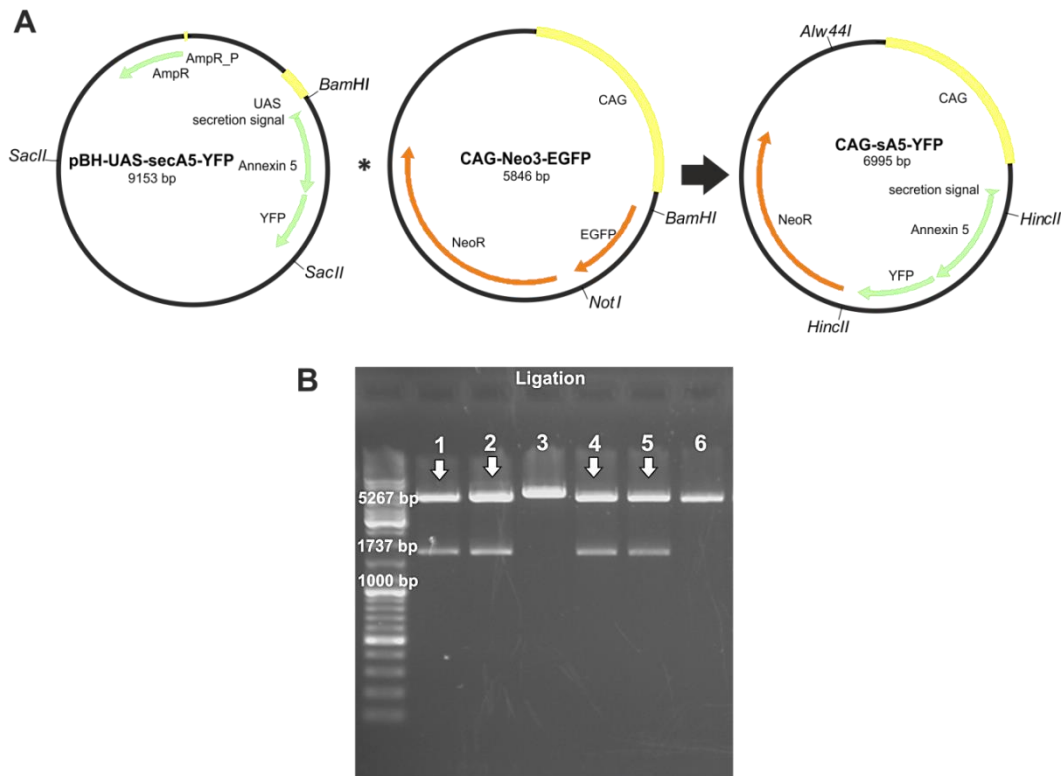 A
AmpR_P
AmpR
BamHI
UAS
secretion signal
SacII
pBH-UAS-secA5-YFP
9153 bp
Annexin 5
YFP
SacII
*
CAG
CAG-Neo3-EGFP
5846 bp
BamHI
EGFP
NeoR
NotI
Alw44I
CAG
CAG-sA5-YFP
6995 bp
secretion signal
HincII
Annexin 5
NeoR
YFP
HincII
B
Ligation
1 2 3 4 5 6
5267 bp
1737 bp
1000 bp